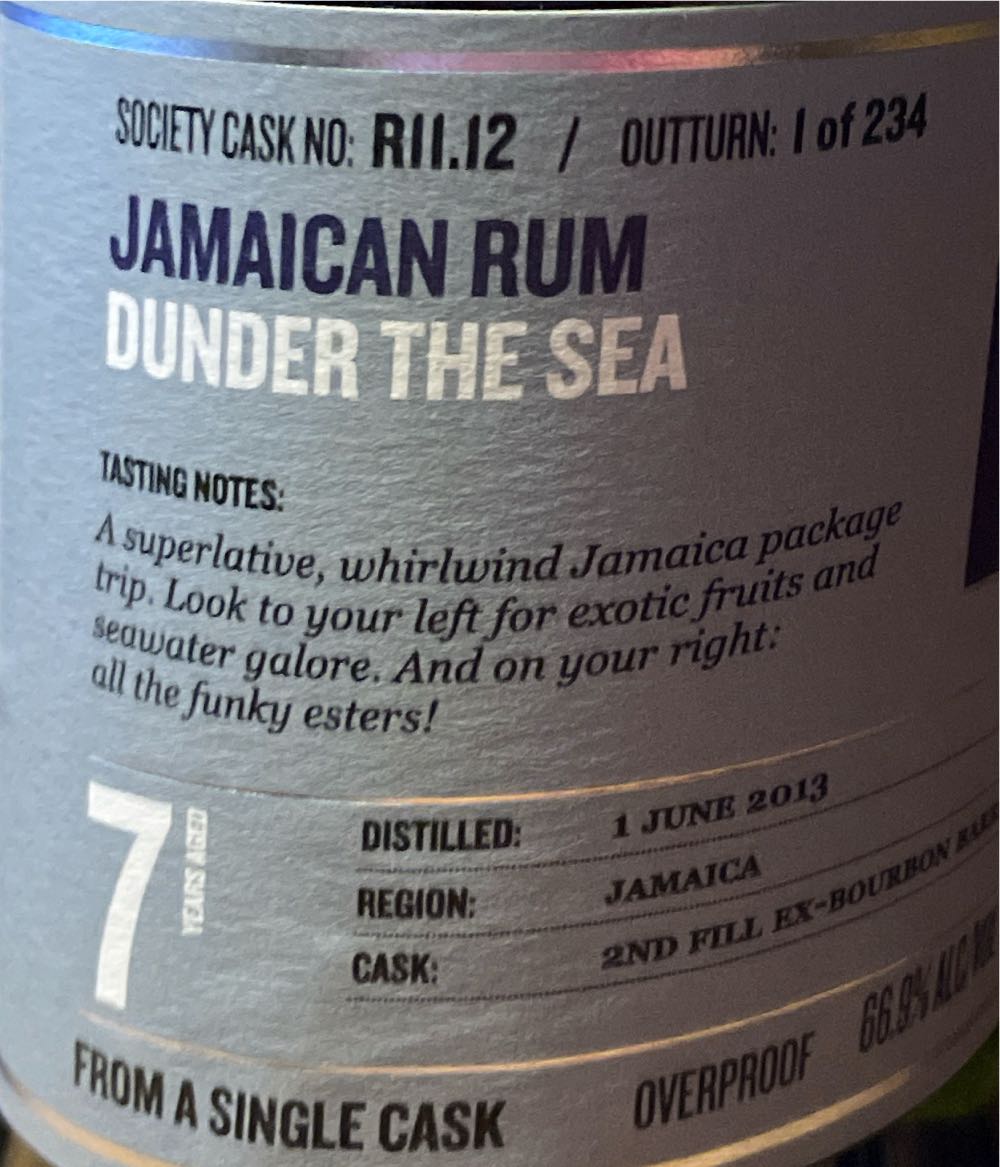 SOCIETY CASK NO: R11.12 / OUTTURN: 1 of 234
JAMAICAN RUM
DUNDER THE SEA
TASTING NOTES:
A superlative, whirlwind Jamaica package
trip. Look to your left for exotic fruits and
seawater galore. And on your right:
all the funky esters!
7 YEARS AGED
DISTILLED: 1 JUNE 2013
REGION: JAMAICA
CASK: 2ND FILL EX-BOURBON
FROM A SINGLE CASK OVERPROOF 66.9% ALC